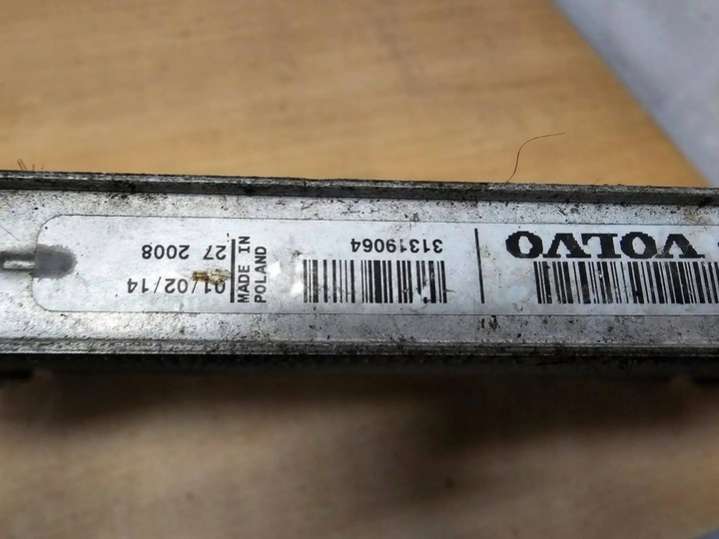 VOLVO
31319064
MADE IN
POLAND
01/02/14
27 2008